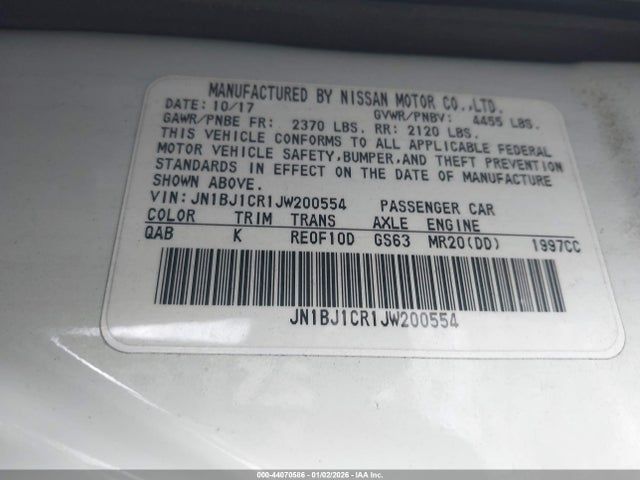 MANUFACTURED BY NISSAN MOTOR CO.,LTD.
DATE: 10/17 GVWR/PNBV: 4455 LBS.
GAWR/PNBE FR: 2370 LBS. RR: 2120 LBS.
THIS VEHICLE CONFORMS TO ALL APPLICABLE FEDERAL
MOTOR VEHICLE SAFETY,BUMPER,AND THEFT PREVENTION
STANDARDS IN EFFECT ON THE DATE OF MANUFACTURE
SHOWN ABOVE.
VIN: JN1BJ1CR1JW200554 PASSENGER CAR
COLOR TRIM TRANS AXLE ENGINE
QAB K RE0F10D GS63 MR20(DD) 1997CC
JN1BJ1CR1JW200554
000-44070586 - 01/02/2026 - IAA, Inc.